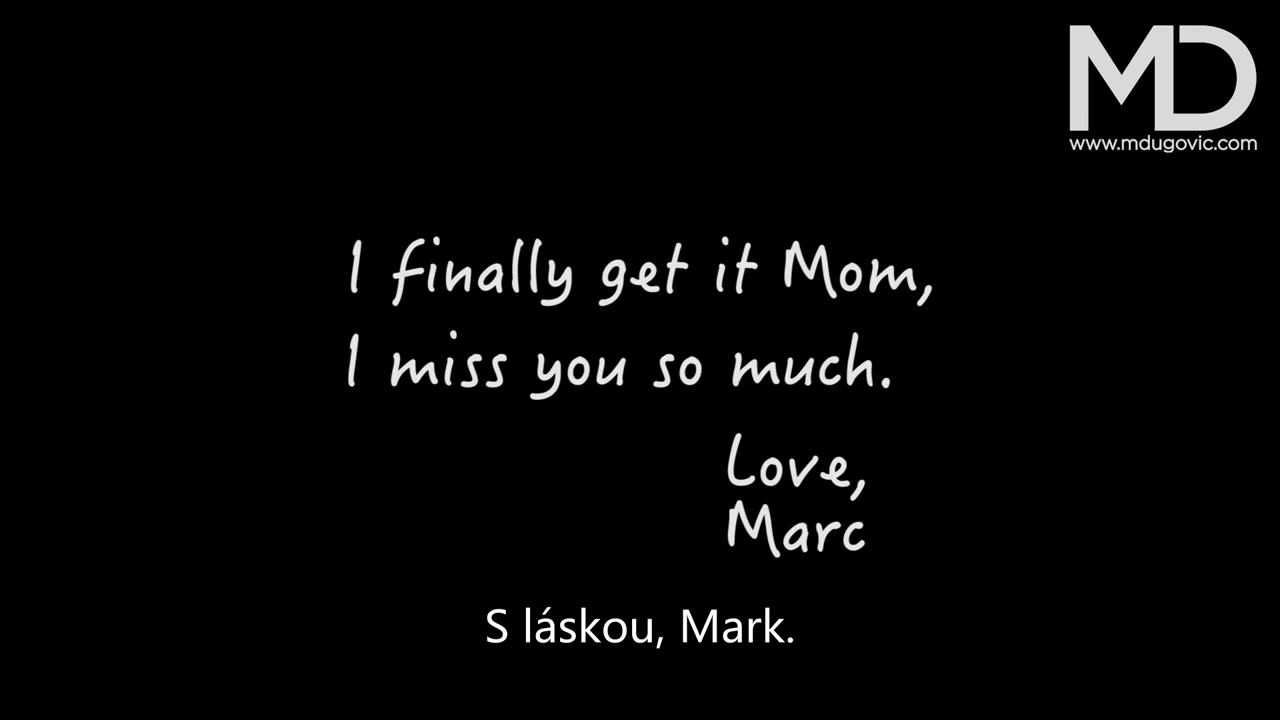 MD
www.mdugovic.com
I finally get it Mom,
I miss you so much.
Love,
Marc
S láskou, Mark.